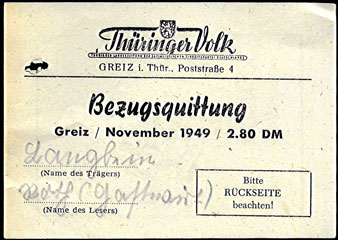 Thüringer Volk
GREIZ i. Thür., Poststraße 4
Bezugsquittung
Greiz / November 1949 / 2.80 DM
Langbein
(Name des Trägers)
(Name des Lesers)
Bitte
RÜCKSEITE
beachten!